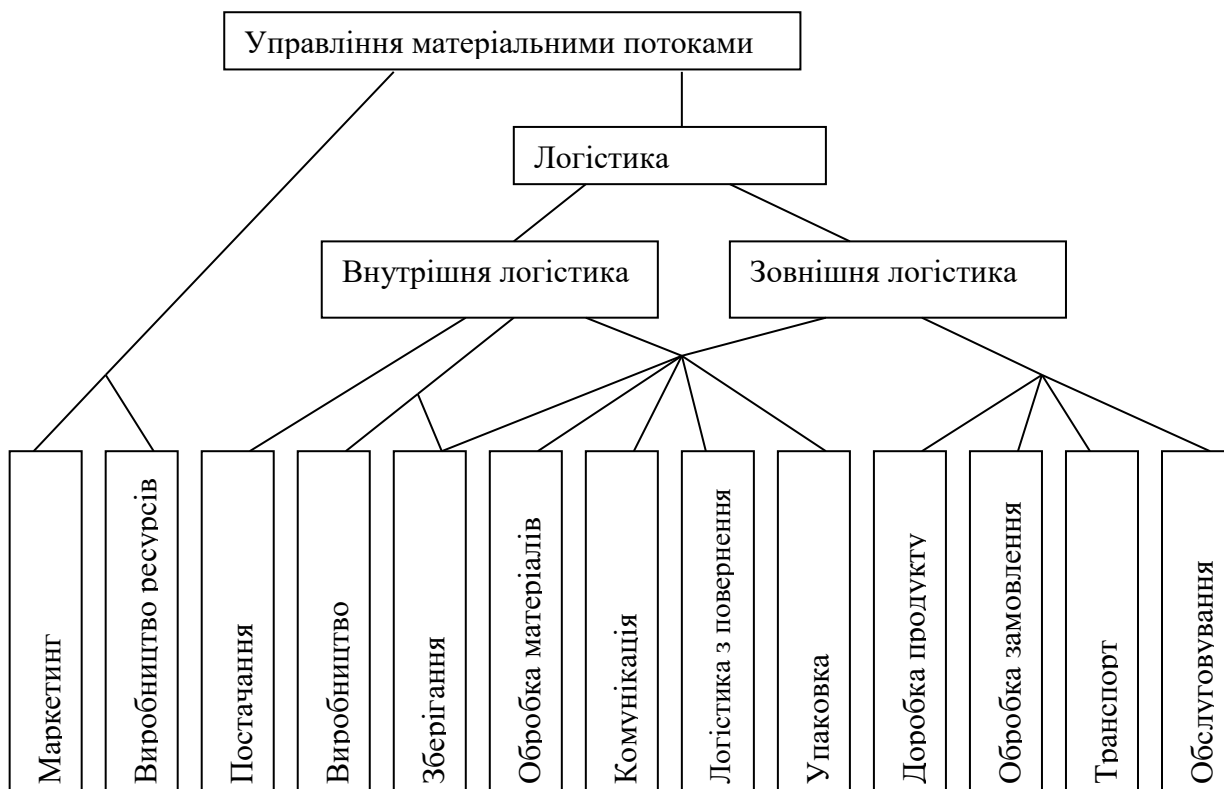 Управління матеріальними потоками
Логістика
Внутрішня логістика
Зовнішня логістика
Маркетинг
Виробництво ресурсів
Постачання
Виробництво
Зберігання
Обробка матеріалів
Комунікація
Логістика з повернення
Упаковка
Доробка продукту
Обробка замовлення
Транспорт
Обслуговування